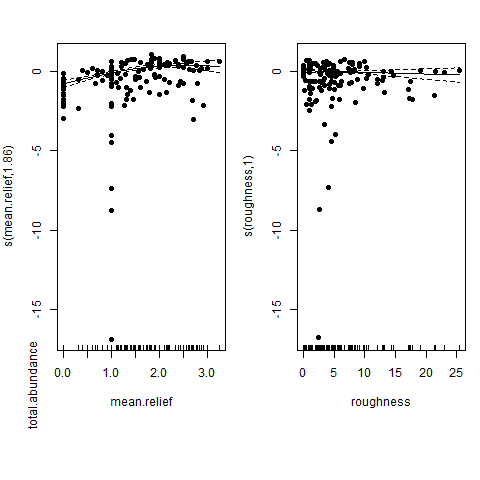 s(mean.relief,1.86)
0
-5
-10
-15
0.0 1.0 2.0 3.0
mean.relief
total.abundance
s(roughness,1)
0
-5
-10
-15
0 5 10 15 20 25
roughness